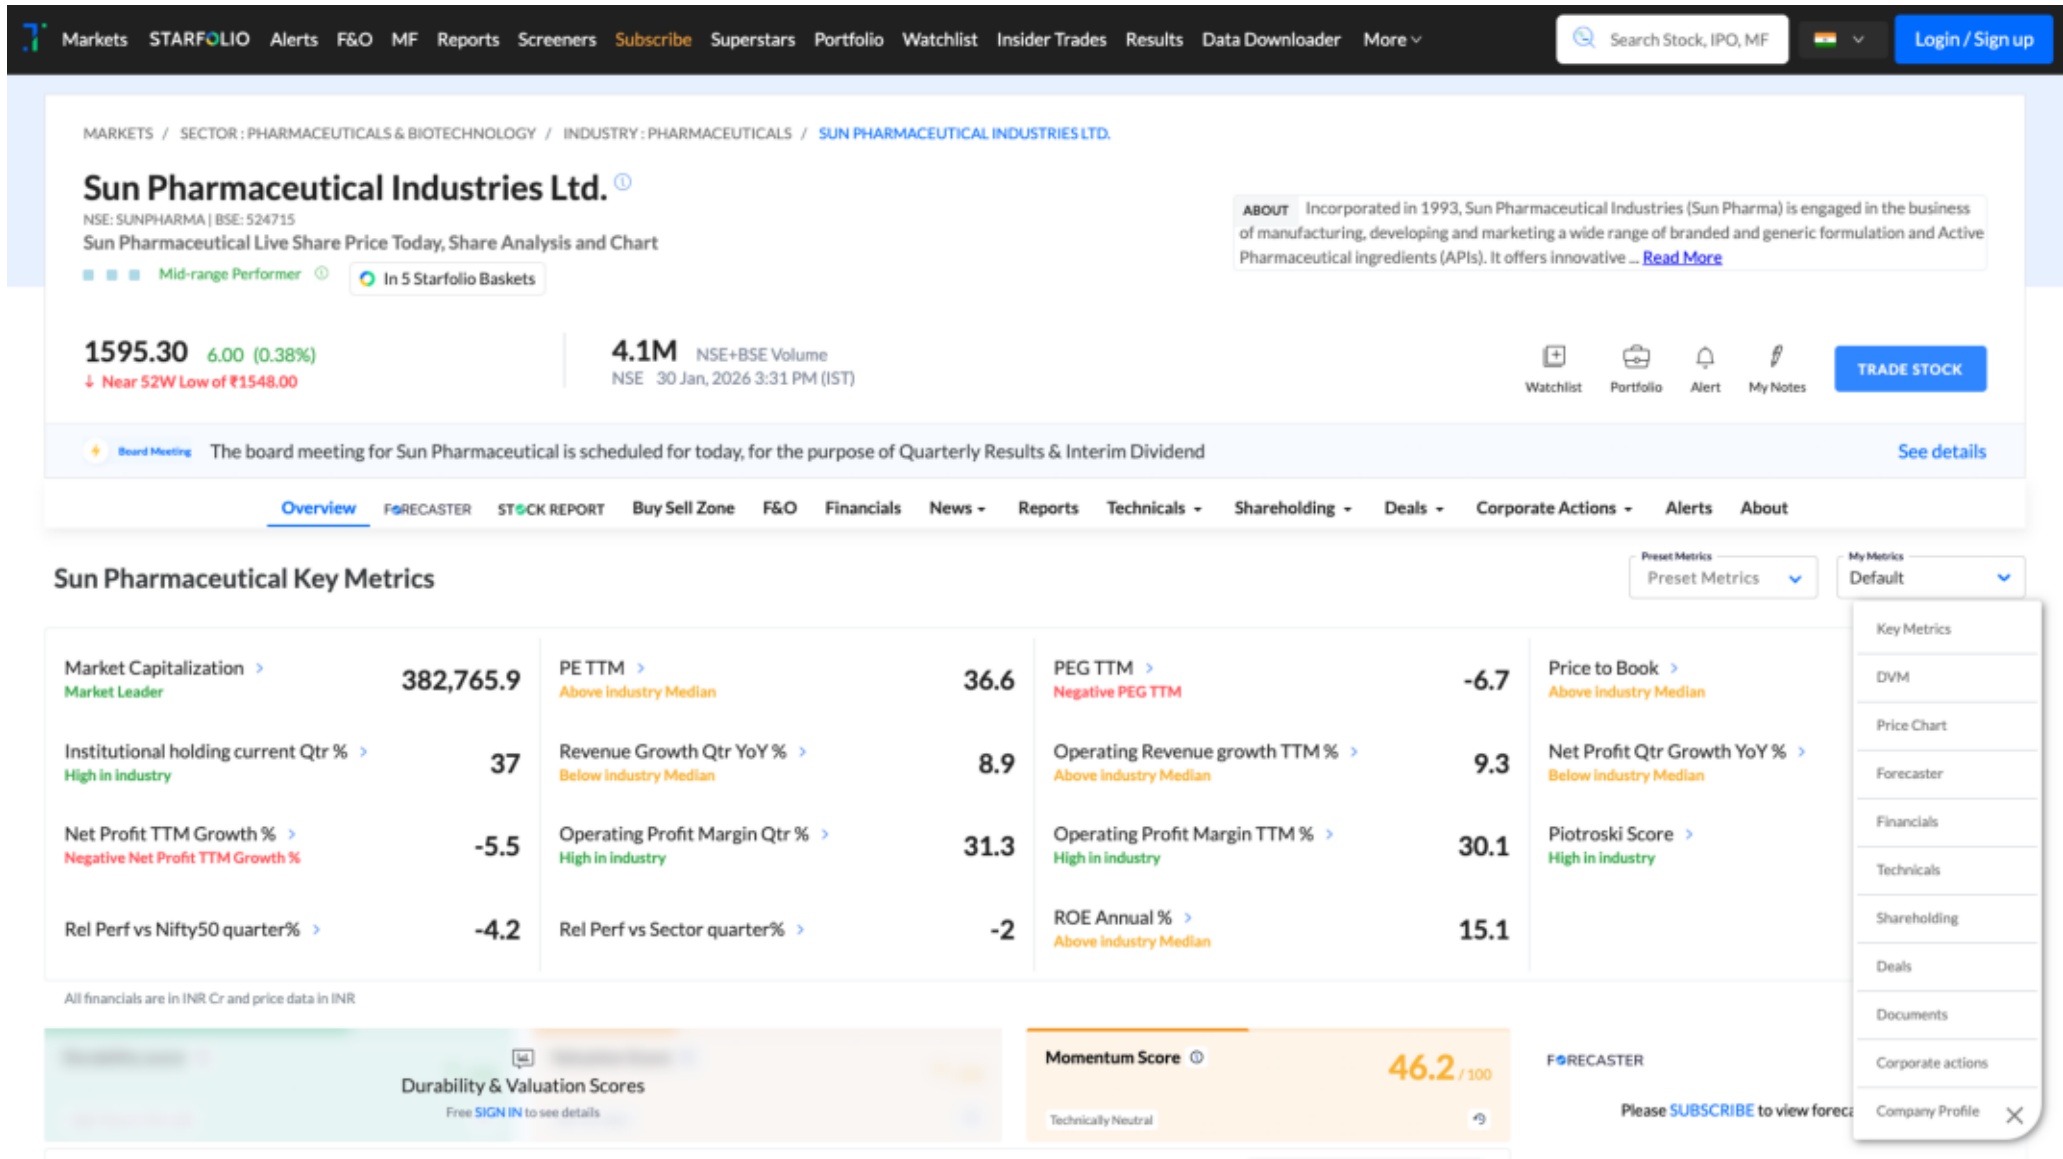 Markets STARFOLIO Alerts F&O MF Reports Screeners Subscribe Superstars Portfolio Watchlist Insider Trades Results Data Downloader More Search Stock, IPO, MF Login / Sign up
MARKETS / SECTOR : PHARMACEUTICALS & BIOTECHNOLOGY / INDUSTRY : PHARMACEUTICALS / SUN PHARMACEUTICAL INDUSTRIES LTD.
Sun Pharmaceutical Industries Ltd.
NSE: SUNPHARMA | BSE: 524715
Sun Pharmaceutical Live Share Price Today, Share Analysis and Chart
Mid-range Performer In 5 Starfolio Baskets
ABOUT Incorporated in 1993, Sun Pharmaceutical Industries (Sun Pharma) is engaged in the business
of manufacturing, developing and marketing a wide range of branded and generic formulation and Active
Pharmaceutical ingredients (APIs). It offers innovative ... Read More
1595.30 6.00 (0.38%)
↓ Near 52W Low of ₹1548.00
4.1M NSE+BSE Volume
NSE 30 Jan, 2026 3:31 PM (IST)
Watchlist Portfolio Alert My Notes TRADE STOCK
Board Meeting The board meeting for Sun Pharmaceutical is scheduled for today, for the purpose of Quarterly Results & Interim Dividend See details
Overview FORECASTER STOCK REPORT Buy Sell Zone F&O Financials News Reports Technicals Shareholding Deals Corporate Actions Alerts About
Sun Pharmaceutical Key Metrics
Preset Metrics
Preset Metrics
My Metrics
Default
Market Capitalization 382,765.9
Market Leader
PE TTM 36.6
Above industry Median
PEG TTM -6.7
Negative PEG TTM
Price to Book
Above industry Median
Institutional holding current Qtr % 37
High in industry
Revenue Growth Qtr YoY % 8.9
Below industry Median
Operating Revenue growth TTM % 9.3
Above industry Median
Net Profit Qtr Growth YoY %
Below industry Median
Net Profit TTM Growth % -5.5
Negative Net Profit TTM Growth %
Operating Profit Margin Qtr % 31.3
High in industry
Operating Profit Margin TTM % 30.1
High in industry
Piotroski Score
High in industry
Rel Perf vs Nifty50 quarter% -4.2
Rel Perf vs Sector quarter% -2
ROE Annual % 15.1
Above industry Median
Key Metrics
DVM
Price Chart
Forecaster
Financials
Technicals
Shareholding
Deals
Documents
Corporate actions
Company Profile
All financials are in INR Cr and price data in INR
Durability & Valuation Scores
Free SIGN IN to see details
Momentum Score 46.2 / 100
Technically Neutral
FORECASTER
Please SUBSCRIBE to view foreca